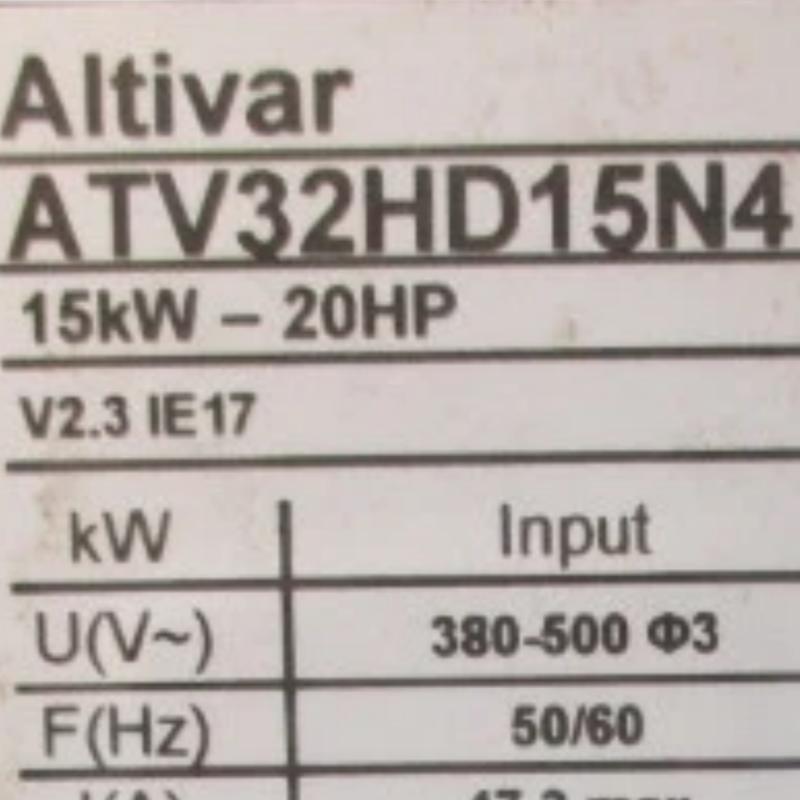 Altivar
ATV32HD15N4
15kW – 20HP
V2.3 IE17
kW Input
U(V~) 380-500 Φ3
F(Hz) 50/60